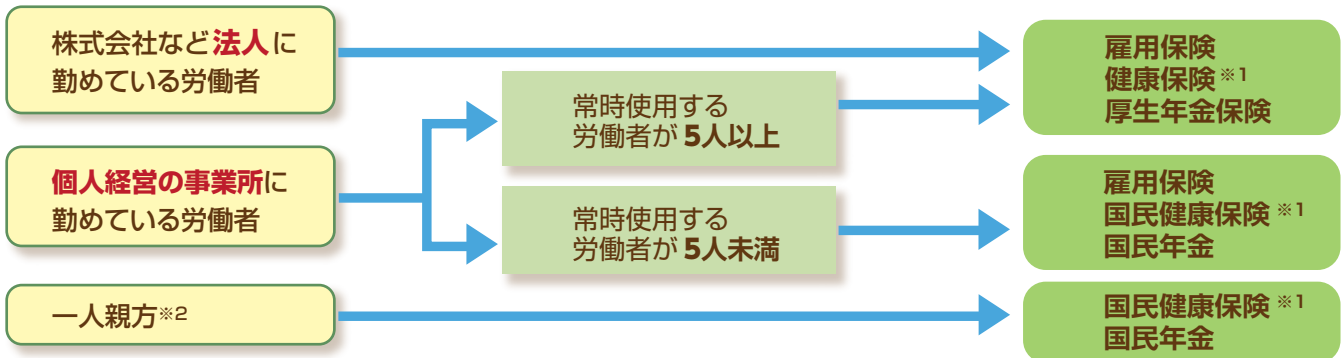 株式会社など法人に
勤めている労働者
雇用保険
健康保険※1
厚生年金保険
常時使用する
労働者が5人以上
個人経営の事業所に
勤めている労働者
常時使用する
労働者が5人未満
雇用保険
国民健康保険※1
国民年金
一人親方※2
国民健康保険※1
国民年金